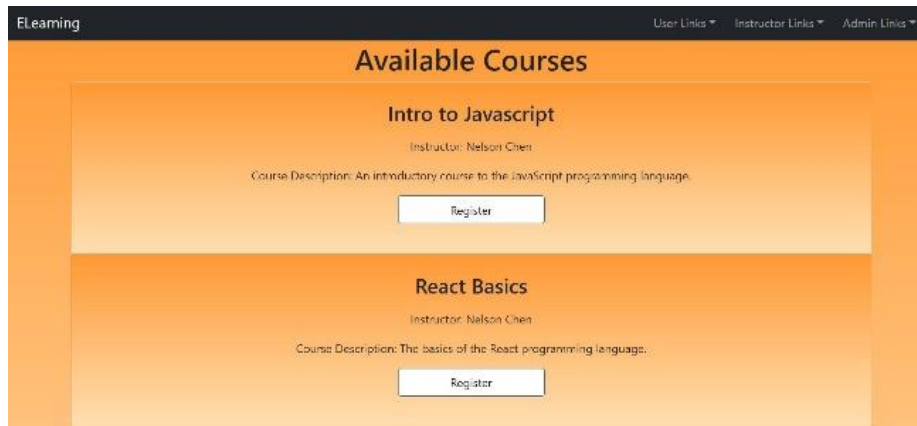 ELearning
User Links
Instructor Links
Admin Links
Available Courses
Intro to Javascript
Instructor: Nelson Chen
Course Description: An introductory course to the JavaScript programming language.
Register
React Basics
Instructor: Nelson Chen
Course Description: The basics of the React programming language.
Register